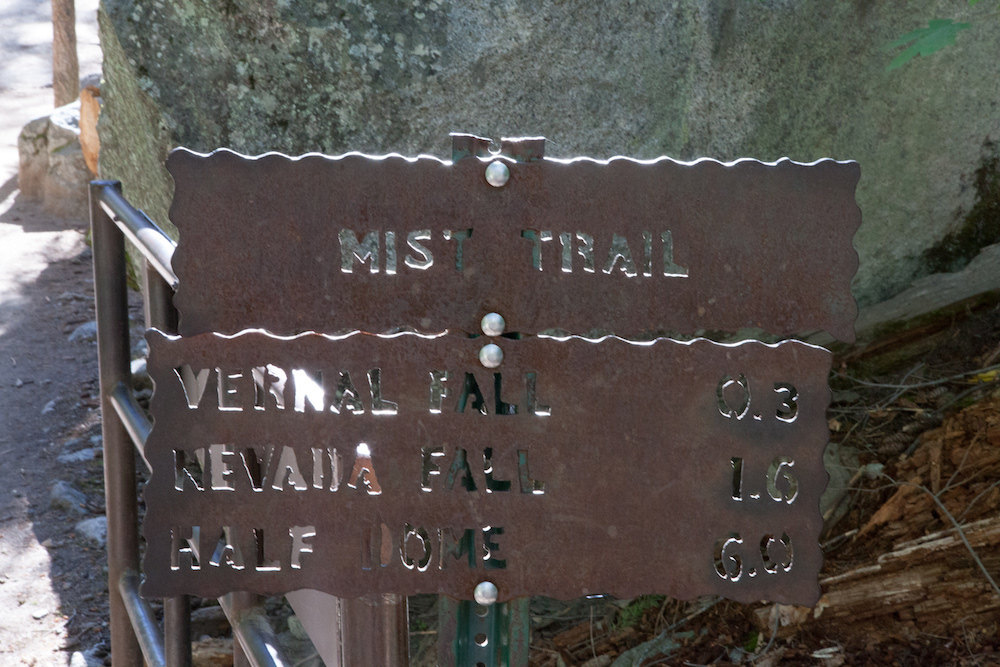 MIST TRAIL
VERNAL FALL 0.3
NEVADA FALL 1.6
HALF DOME 6.0